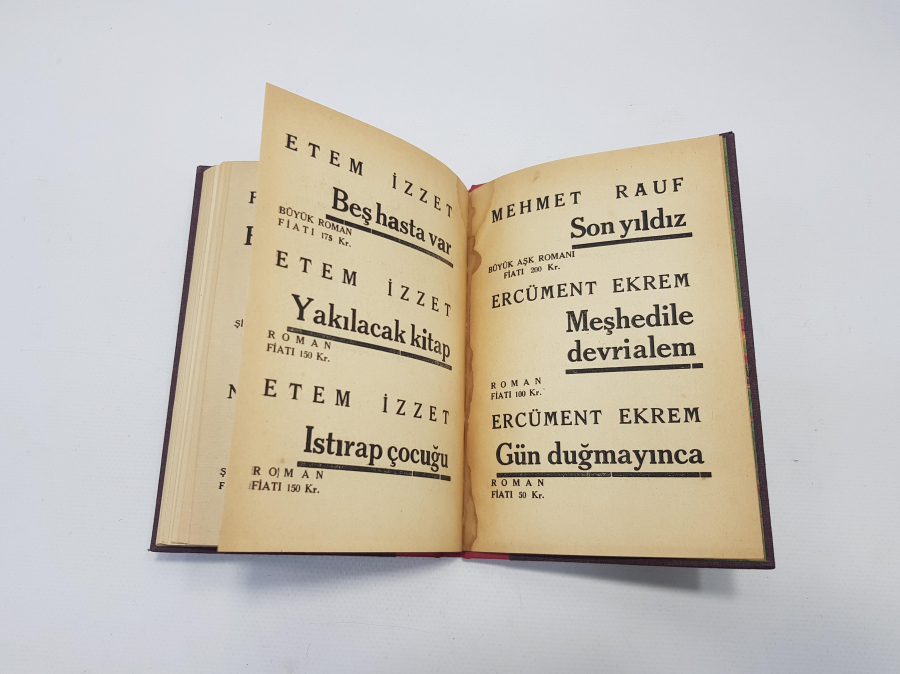 ETEM İZZET
Beş hasta var
BÜYÜK ROMAN
FİATI 175 Kr.
ETEM İZZET
Yakılacak kitap
ROMAN
FİATI 150 Kr.
ETEM İZZET
Istırap çocuğu
ROMAN
FİATI 150 Kr.
MEHMET RAUF
Son yıldız
BÜYÜK AŞK ROMANI
FİATI 200 Kr.
ERCÜMENT EKREM
Meşhedile
devrialem
ROMAN
FİATI 100 Kr.
ERCÜMENT EKREM
Gün duğmayınca
ROMAN
FİATI 50 Kr.